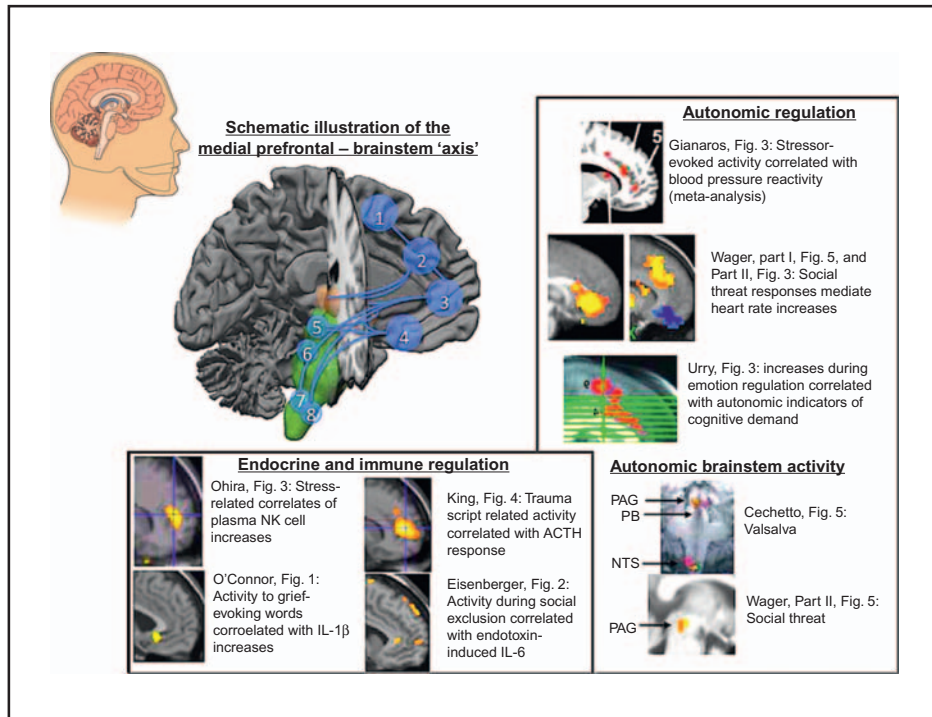 Schematic illustration of the
medial prefrontal – brainstem ‘axis’
1
2
3
4
5
6
7
8
Autonomic regulation
5
Gianaros, Fig. 3: Stressor-
evoked activity correlated with
blood pressure reactivity
(meta-analysis)
Wager, part I, Fig. 5, and
Part II, Fig. 3: Social
threat responses mediate
heart rate increases
Urry, Fig. 3: increases during
emotion regulation correlated
with autonomic indicators of
cognitive demand
Endocrine and immune regulation
Ohira, Fig. 3: Stress-
related correlates of
plasma NK cell
increases
King, Fig. 4: Trauma
script related activity
correlated with ACTH
response
O’Connor, Fig. 1:
Activity to grief-
evoking words
corroelated with IL-1β
increases
Eisenberger, Fig. 2:
Activity during social
exclusion correlated
with endotoxin-
induced IL-6
Autonomic brainstem activity
PAG
PB
NTS
Cechetto, Fig. 5:
Valsalva
PAG
Wager, Part II, Fig. 5:
Social threat